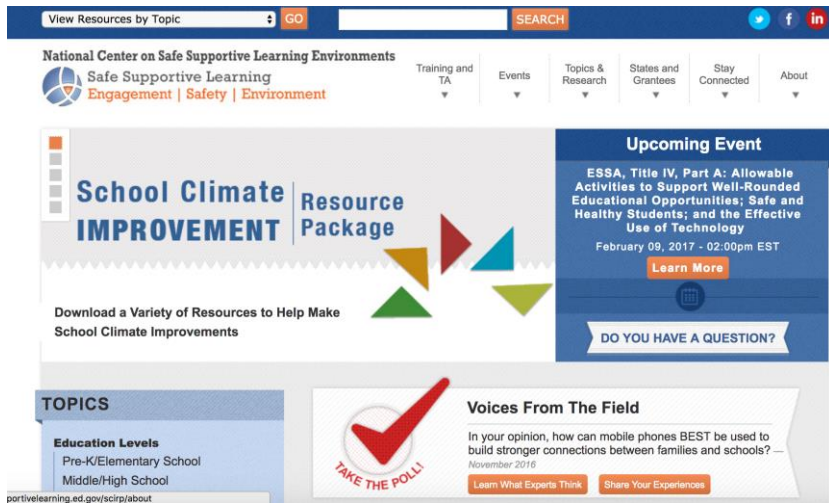 View Resources by Topic
GO
SEARCH
National Center on Safe Supportive Learning Environments
Safe Supportive Learning
Engagement | Safety | Environment
Training and
TA
Events
Topics &
Research
States and
Grantees
Stay
Connected
About
School Climate
IMPROVEMENT
Resource
Package
Download a Variety of Resources to Help Make
School Climate Improvements
Upcoming Event
ESSA, Title IV, Part A: Allowable
Activities to Support Well-Rounded
Educational Opportunities; Safe and
Healthy Students; and the Effective
Use of Technology
February 09, 2017 - 02:00pm EST
Learn More
DO YOU HAVE A QUESTION?
TOPICS
Education Levels
Pre-K/Elementary School
Middle/High School
TAKE THE POLL!
Voices From The Field
In your opinion, how can mobile phones BEST be used to
build stronger connections between families and schools? —
November 2016
Learn What Experts Think
Share Your Experiences
portivelearning.ed.gov/scirp/about